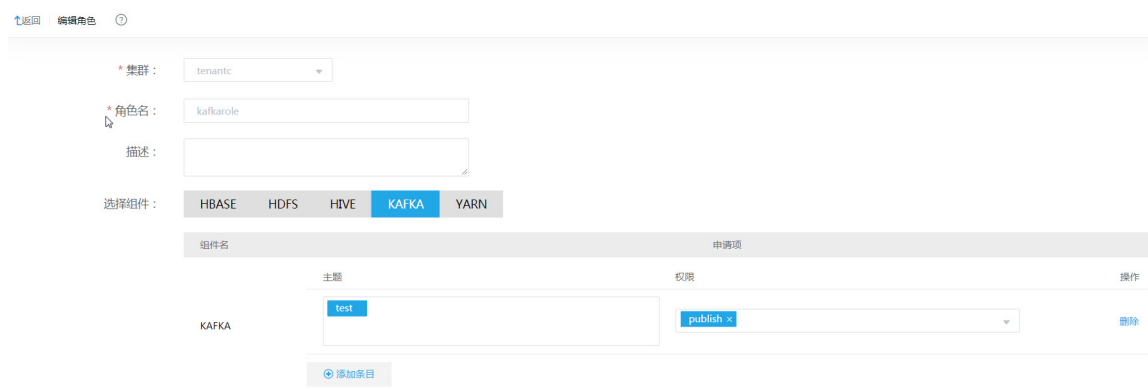 返回 编辑角色 ?
* 集群： tenantc
* 角色名： kafkarole
描述：
选择组件： HBASE HDFS HIVE KAFKA YARN
组件名 申请项
主题 权限 操作
KAFKA test publish × 删除
添加条目